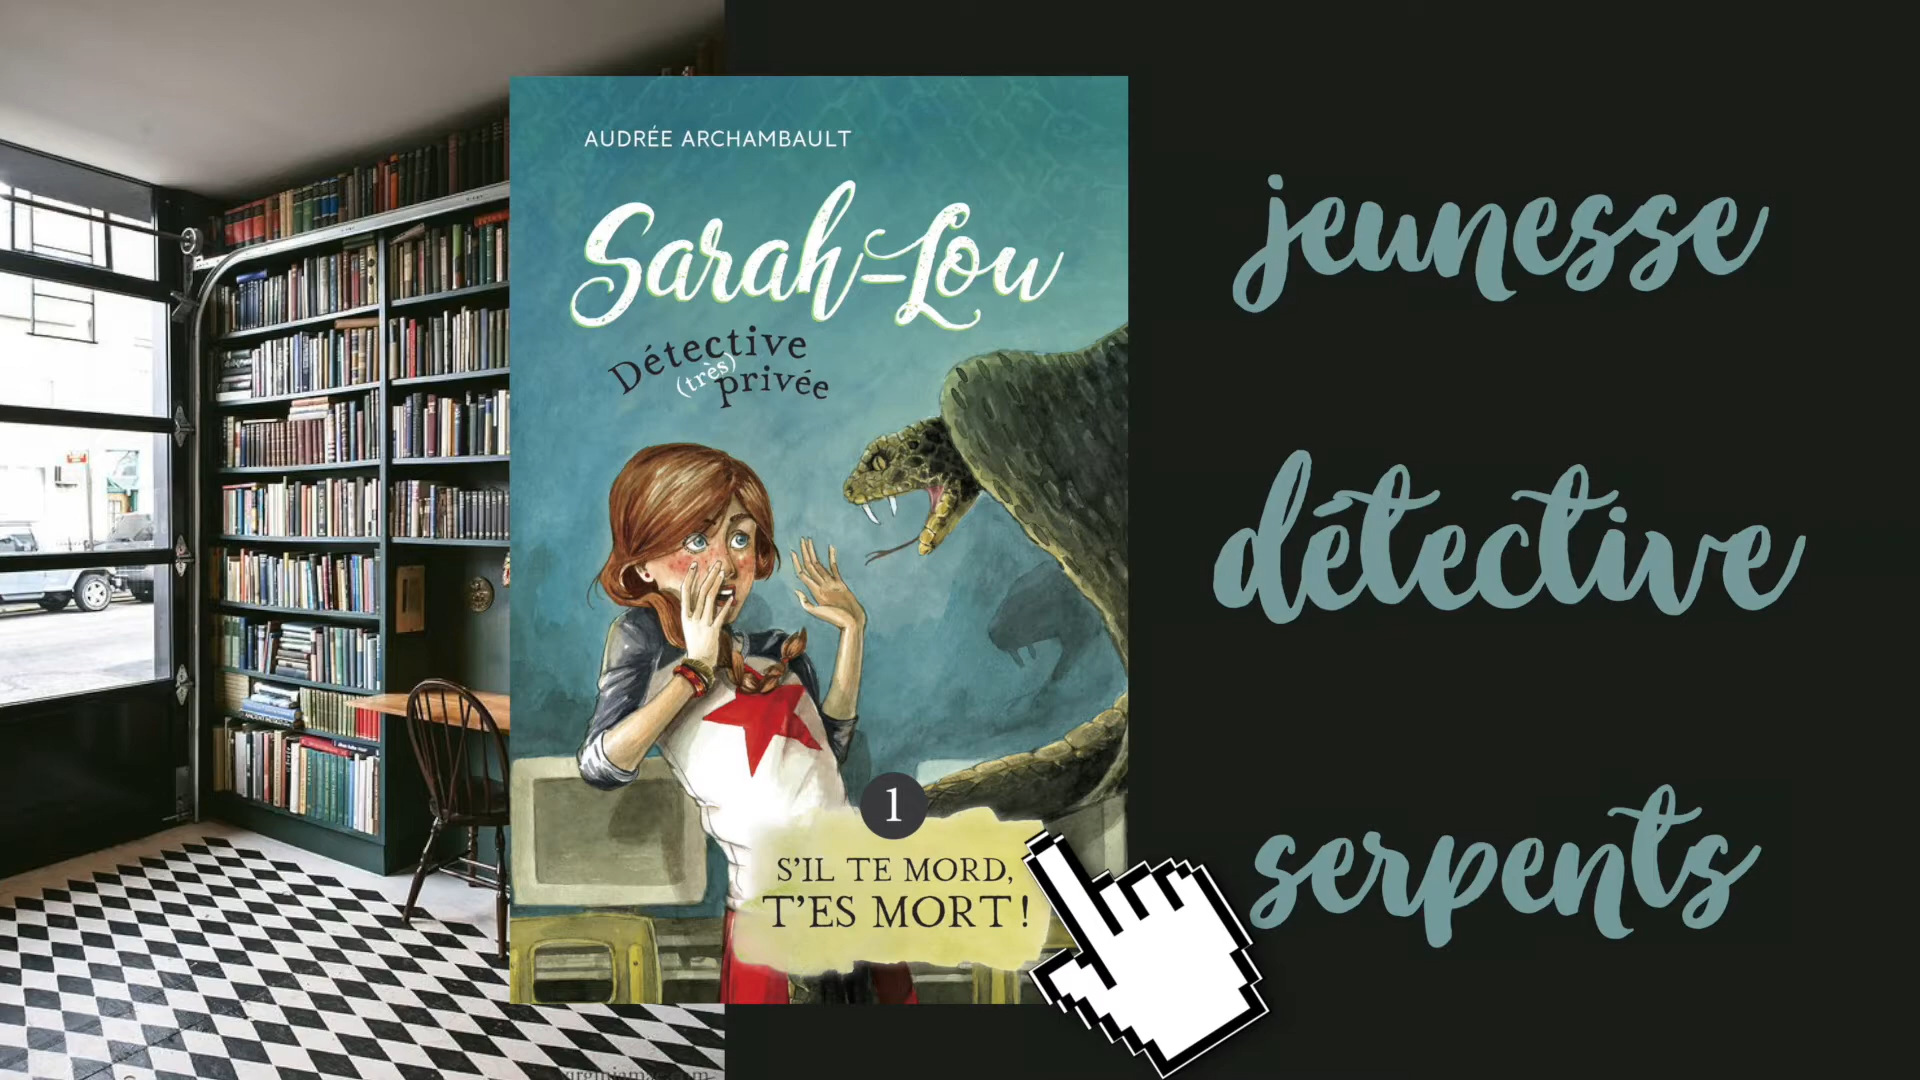 AUDRÉE ARCHAMBAULT
Sarah-Lou
Détective
(très)
privée
1
S'IL TE MORD,
T'ES MORT !
jeunesse
détective
serpents